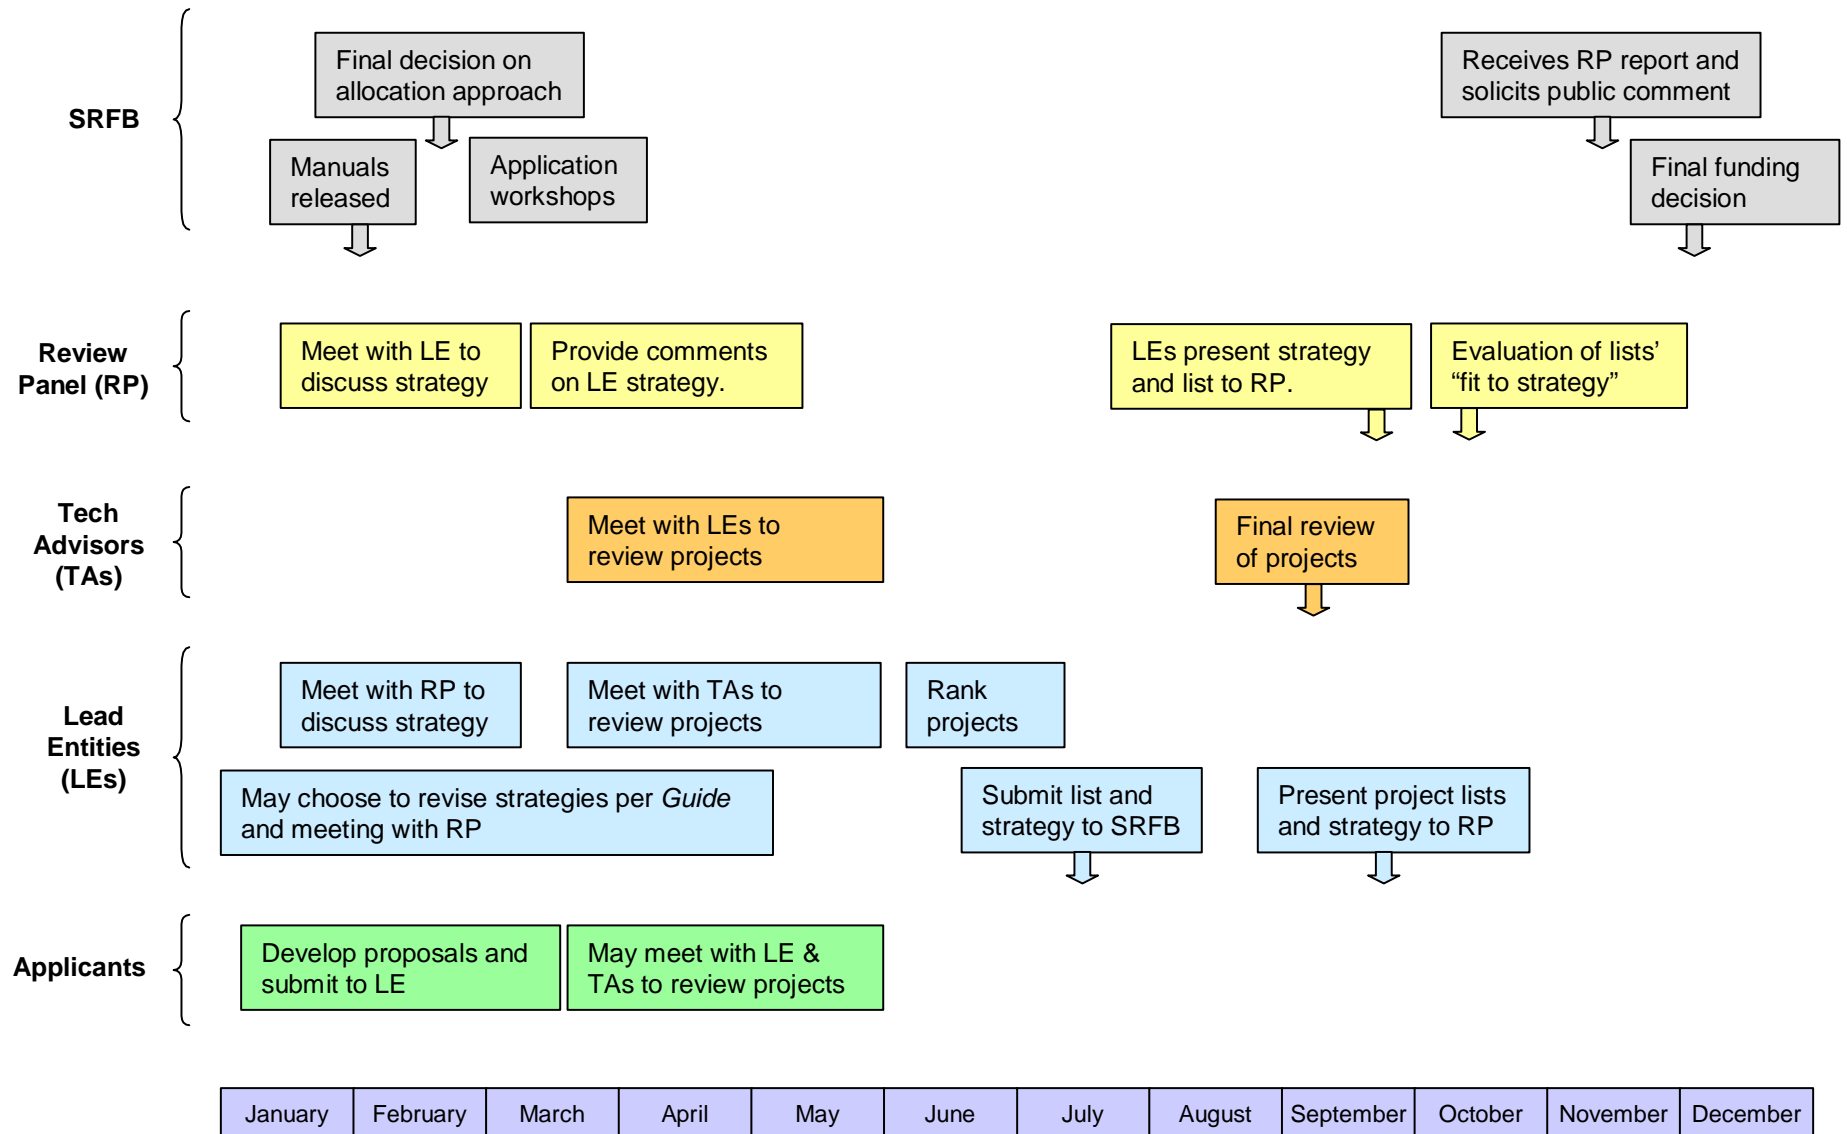 SRFB
Final decision on
allocation approach
Manuals
released
Application
workshops
Receives RP report and
solicits public comment
Final funding
decision
Review
Panel (RP)
Meet with LE to
discuss strategy
Provide comments
on LE strategy.
LEs present strategy
and list to RP.
Evaluation of lists’
“fit to strategy”
Tech
Advisors
(TAs)
Meet with LEs to
review projects
Final review
of projects
Lead
Entities
(LEs)
Meet with RP to
discuss strategy
Meet with TAs to
review projects
Rank
projects
May choose to revise strategies per Guide
and meeting with RP
Submit list and
strategy to SRFB
Present project lists
and strategy to RP
Applicants
Develop proposals and
submit to LE
May meet with LE &
TAs to review projects
January February March April May June July August September October November December